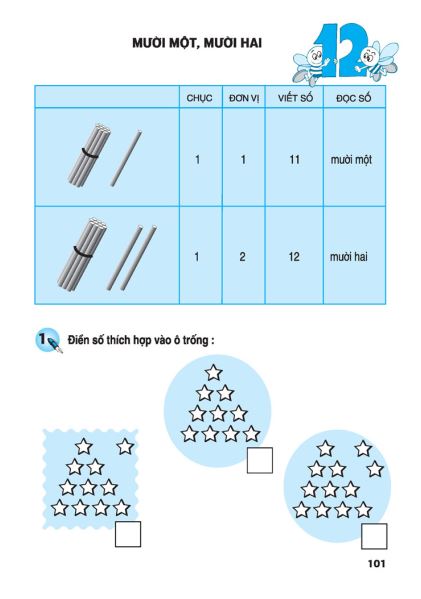 MƯỜI MỘT, MƯỜI HAI
12
CHỤC ĐƠN VỊ VIẾT SỐ ĐỌC SỐ
1 1 11 mười một
1 2 12 mười hai
1 Điền số thích hợp vào ô trống :
101